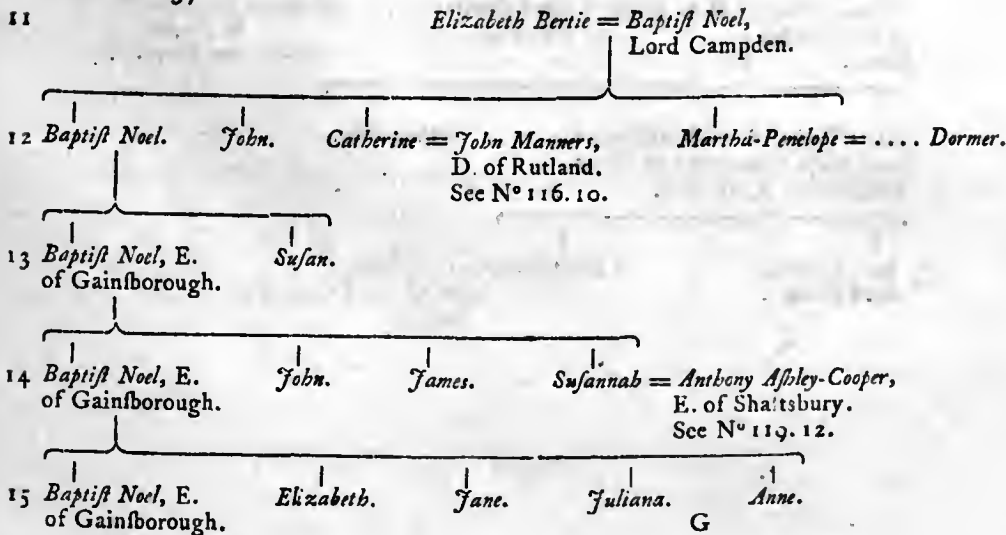 11 Elizabeth Bertie = Baptiſt Noel,
Lord Campden.
12 Baptiſt Noel. John. Catherine = John Manners, Martha-Penelope = .... Dormer.
D. of Rutland.
See Nº 116. 10.
13 Baptiſt Noel, E. Suſan.
of Gainſborough.
14 Baptiſt Noel, E. John. James. Suſannah = Anthony Aſhley-Cooper,
of Gainſborough. E. of Shaftsbury.
See Nº 119. 12.
15 Baptiſt Noel, E. Elizabeth. Jane. Juliana. Anne.
of Gainſborough. G